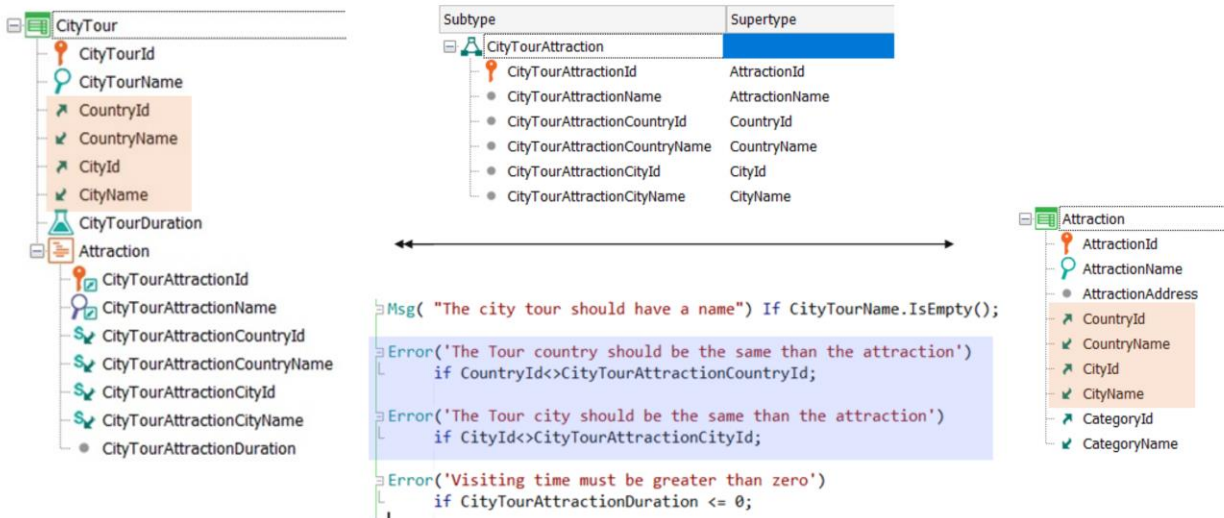 CityTour
CityTourId
CityTourName
CountryId
CountryName
CityId
CityName
CityTourDuration
Attraction
CityTourAttractionId
CityTourAttractionName
CityTourAttractionCountryId
CityTourAttractionCountryName
CityTourAttractionCityId
CityTourAttractionCityName
CityTourAttractionDuration
Subtype Supertype
CityTourAttraction
CityTourAttractionId AttractionId
CityTourAttractionName AttractionName
CityTourAttractionCountryId CountryId
CityTourAttractionCountryName CountryName
CityTourAttractionCityId CityId
CityTourAttractionCityName CityName
Msg( "The city tour should have a name") If CityTourName.IsEmpty();
Error('The Tour country should be the same than the attraction')
if CountryId<>CityTourAttractionCountryId;
Error('The Tour city should be the same than the attraction')
if CityId<>CityTourAttractionCityId;
Error('Visiting time must be greater than zero')
if CityTourAttractionDuration <= 0;
Attraction
AttractionId
AttractionName
AttractionAddress
CountryId
CountryName
CityId
CityName
CategoryId
CategoryName